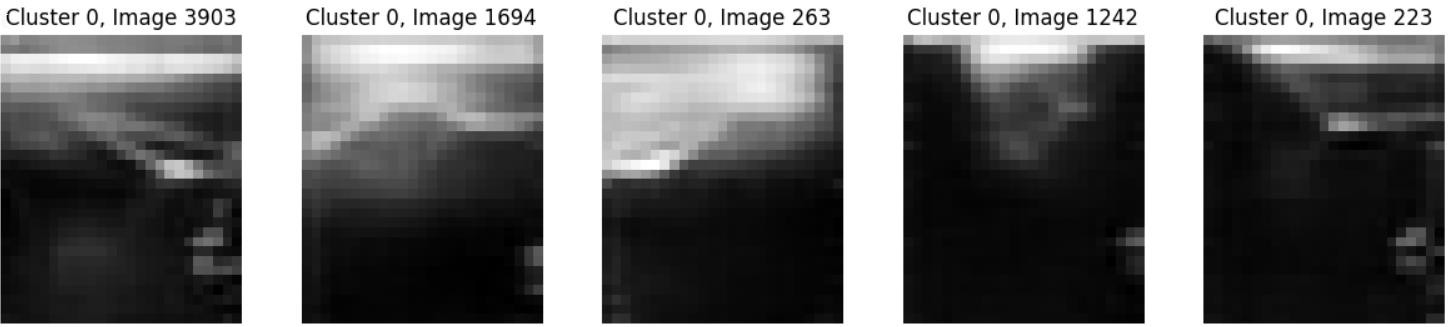 Cluster 0, Image 3903
Cluster 0, Image 1694
Cluster 0, Image 263
Cluster 0, Image 1242
Cluster 0, Image 223